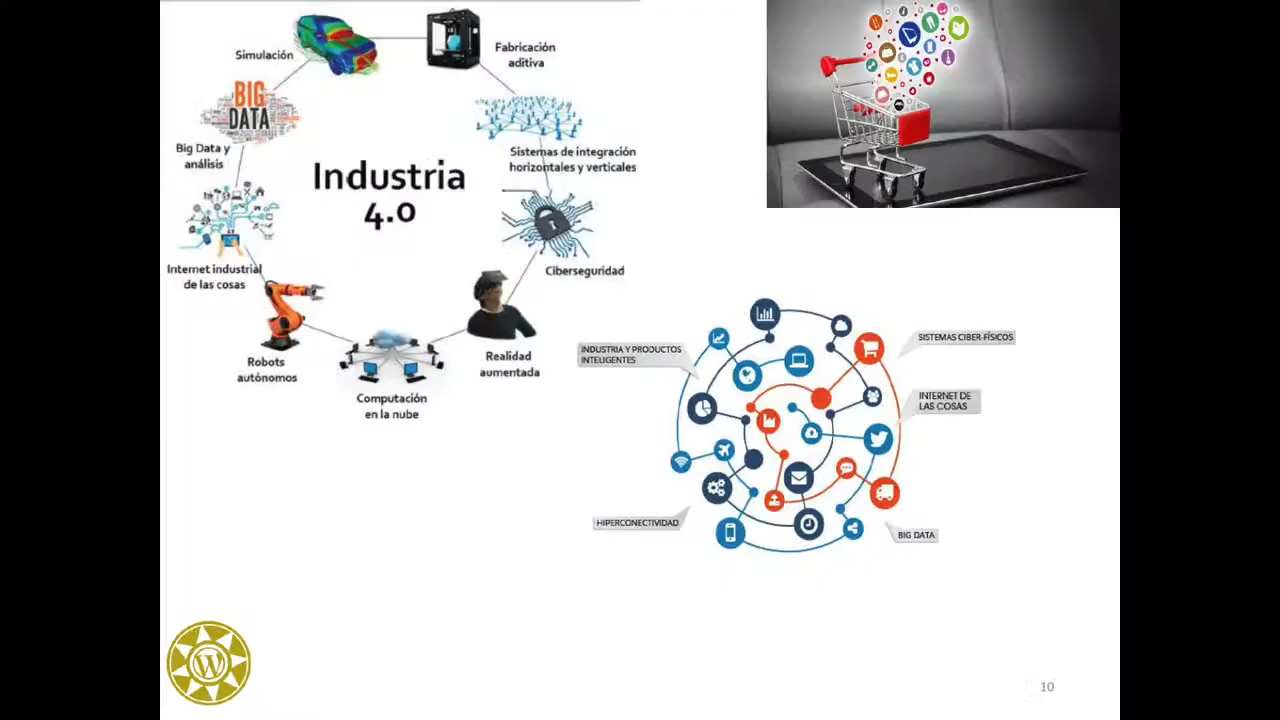 Simulación
Fabricación
aditiva
BIG
DATA
Big Data y
análisis
Sistemas de integración
horizontales y verticales
Industria
4.0
Internet industrial
de las cosas
Ciberseguridad
Robots
autónomos
Realidad
aumentada
Computación
en la nube
INDUSTRIA Y PRODUCTOS
INTELIGENTES
SISTEMAS CIBER-FÍSICOS
INTERNET DE
LAS COSAS
HIPERCONECTIVIDAD
BIG DATA
W
10